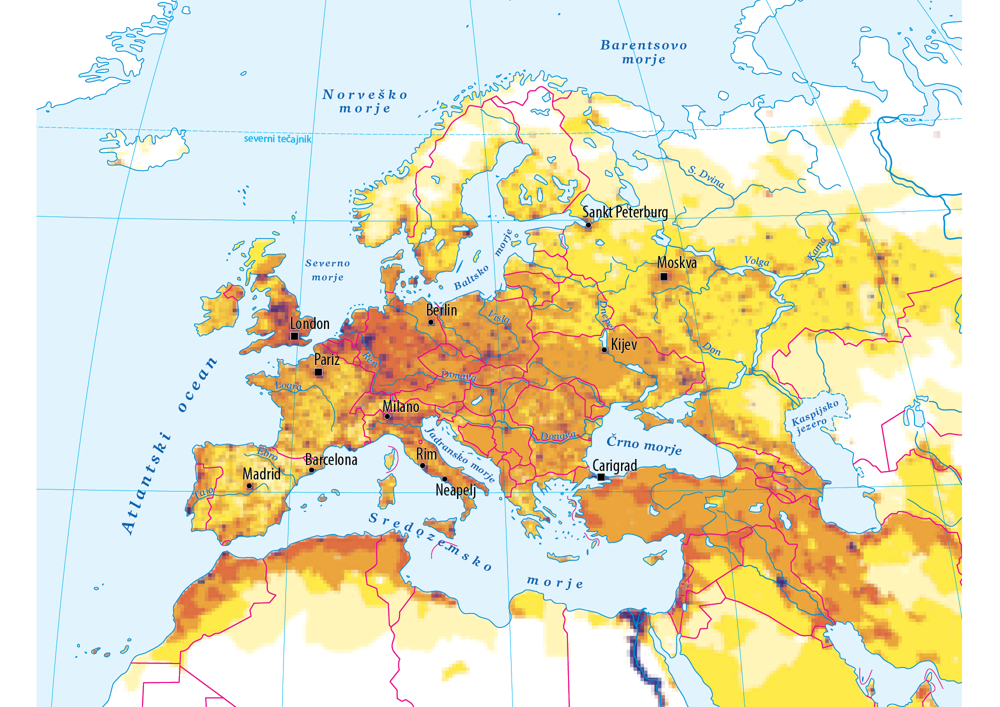 Barentsovo
morje
Norveško
morje
severni tečajnik
S. Dvina
Sankt Peterburg
Kama
Volga
Moskva
Severno
morje
Baltsko morje
Dneper
Berlin
Visla
London
Don
Kijev
Ren
Pariz
Donava
Loara
Milano
Kaspijsko
jezero
Atlantski ocean
Jadransko morje
Donava
Črno morje
Ebro
Barcelona
Rim
Carigrad
Madrid
Neapelj
Tajo
Sredozemsko
morje